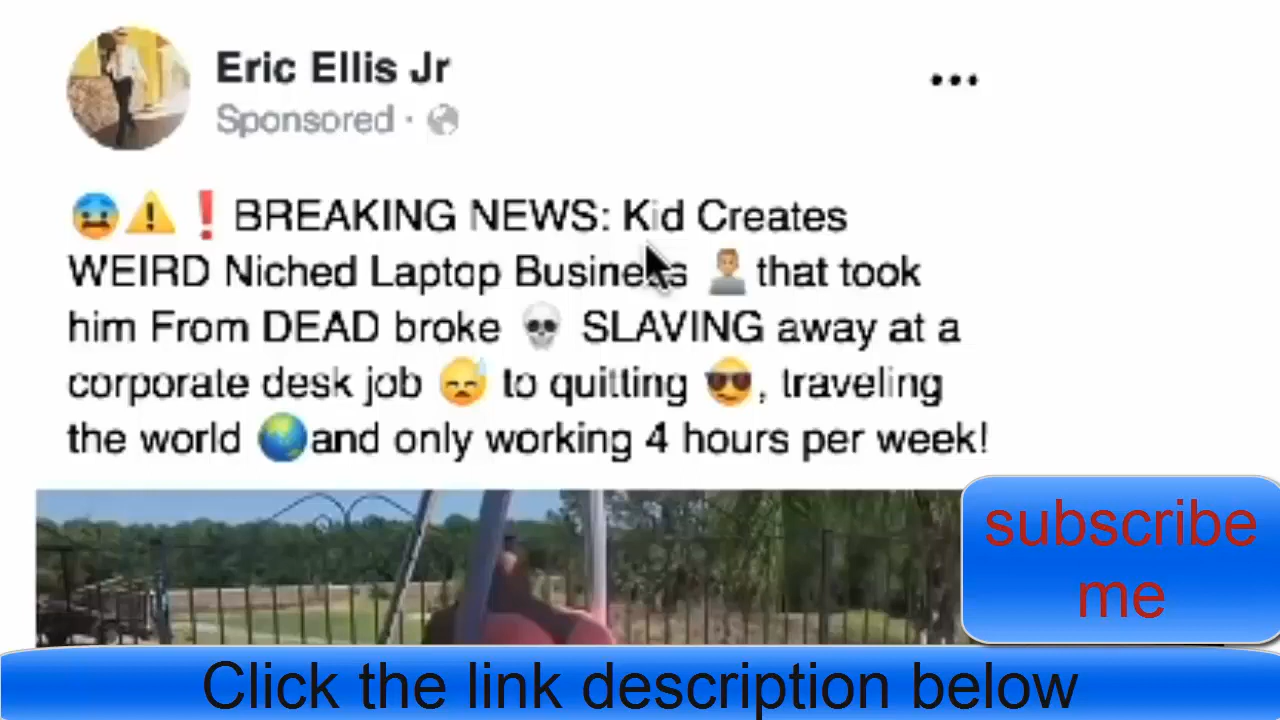 Eric Ellis Jr
Sponsored ·
😰⚠️❗BREAKING NEWS: Kid Creates
WEIRD Niched Laptop Business 👨🏼‍💻 that took
him From DEAD broke 💀 SLAVING away at a
corporate desk job 😓 to quitting 😎, traveling
the world 🌏and only working 4 hours per week!
subscribe
me
Click the link description below